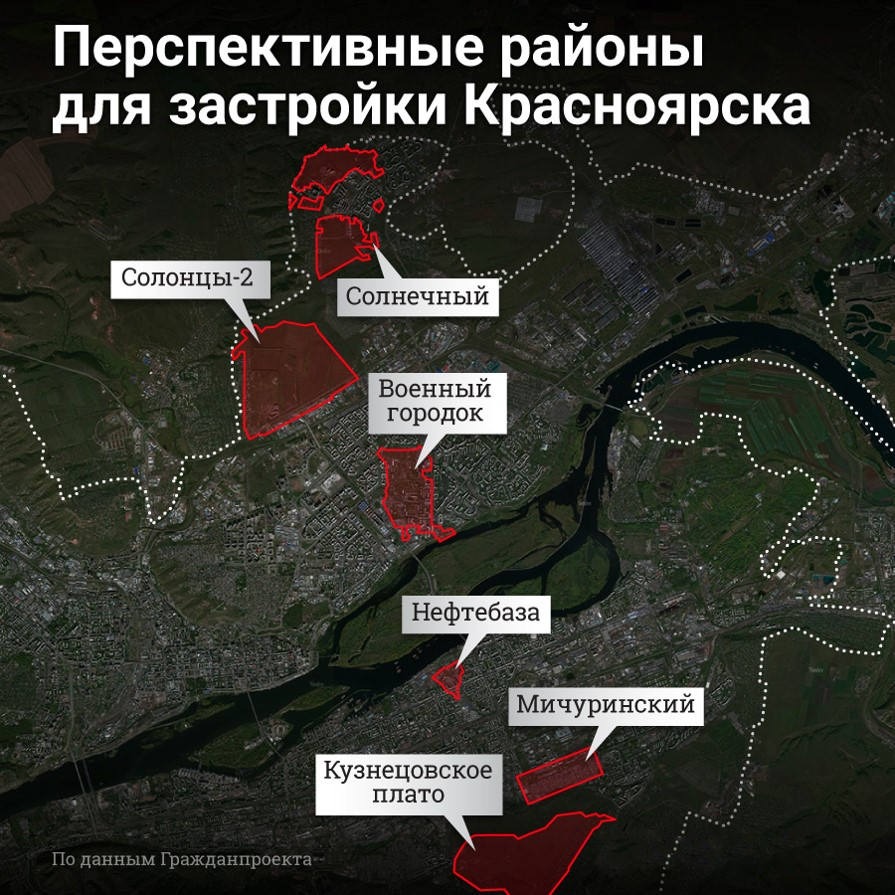 Перспективные районы
для застройки Красноярска
Солонцы-2
Солнечный
Военный
городок
Нефтебаза
Мичуринский
Кузнецовское
плато
По данным Гражданпроекта